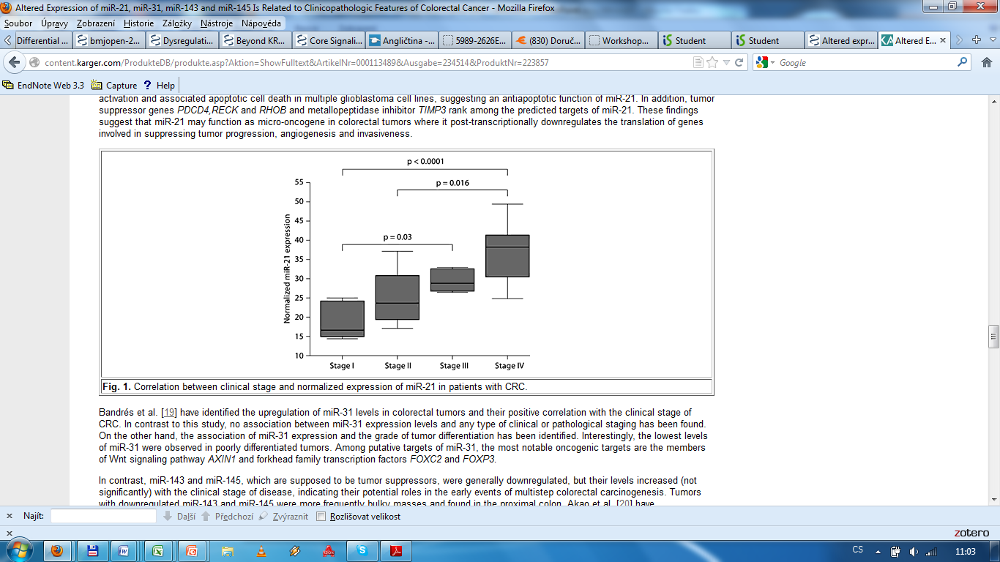 Altered Expression of miR-21, miR-31, miR-143 and miR-145 Is Related to Clinicopathologic Features of Colorectal Cancer - Mozilla Firefox
Soubor Úpravy Zobrazení Historie Záložky Nástroje Nápověda
Differential ... bmjopen-2... Dysregulati... Beyond KR... Core Signali... Angličtina -... 5989-2626E... (830) Doruč... Workshop... Student Student Altered expr... Altered E...
content.karger.com/ProdukteDB/produkte.asp?Aktion=ShowFulltext&ArtikelNr=000113489&Ausgabe=234514&ProduktNr=223857
Google
EndNote Web 3.3 Capture ? Help
activation and associated apoptotic cell death in multiple glioblastoma cell lines, suggesting an antiapoptotic function of miR-21. In addition, tumor
suppressor genes PDCD4,RECK and RHOB and metallopeptidase inhibitor TIMP3 rank among the predicted targets of miR-21. These findings
suggest that miR-21 may function as micro-oncogene in colorectal tumors where it post-transcriptionally downregulates the translation of genes
involved in suppressing tumor progression, angiogenesis and invasiveness.
p < 0.0001
p = 0.016
p = 0.03
Normalized miR-21 expression
55
50
45
40
35
30
25
20
15
10
Stage I Stage II Stage III Stage IV
Fig. 1. Correlation between clinical stage and normalized expression of miR-21 in patients with CRC.
Bandrés et al. [19] have identified the upregulation of miR-31 levels in colorectal tumors and their positive correlation with the clinical stage of
CRC. In contrast to this study, no association between miR-31 expression levels and any type of clinical or pathological staging has been found.
On the other hand, the association of miR-31 expression and the grade of tumor differentiation has been identified. Interestingly, the lowest levels
of miR-31 were observed in poorly differentiated tumors. Among putative targets of miR-31, the most notable oncogenic targets are the members
of Wnt signaling pathway AXIN1 and forkhead family transcription factors FOXC2 and FOXP3.
In contrast, miR-143 and miR-145, which are supposed to be tumor suppressors, were generally downregulated, but their levels increased (not
significantly) with the clinical stage of disease, indicating their potential roles in the early events of multistep colorectal carcinogenesis. Tumors
with downregulated miR-143 and miR-145 were more frequently bulky masses and found in the proximal colon. Akao et al. [20] have
× Najít: Další Předchozí Zvýraznit Rozlišovat velikost
× zotero
CS 11:03